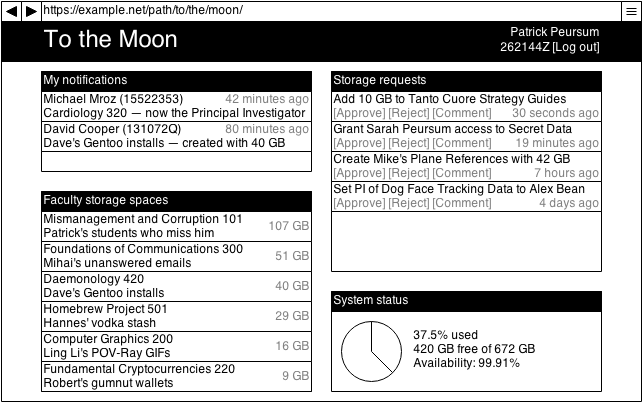 https://example.net/path/to/the/moon/
To the Moon
Patrick Peursum
262144Z [Log out]
My notifications
Michael Mroz (15522353) 42 minutes ago
Cardiology 320 — now the Principal Investigator
David Cooper (131072Q) 80 minutes ago
Dave's Gentoo installs — created with 40 GB
Faculty storage spaces
Mismanagement and Corruption 101
Patrick's students who miss him 107 GB
Foundations of Communications 300
Mihai's unanswered emails 51 GB
Daemonology 420
Dave's Gentoo installs 40 GB
Homebrew Project 501
Hannes' vodka stash 29 GB
Computer Graphics 200
Ling Li's POV-Ray GIFs 16 GB
Fundamental Cryptocurrencies 220
Robert's gumnut wallets 9 GB
Storage requests
Add 10 GB to Tanto Cuore Strategy Guides
[Approve] [Reject] [Comment] 30 seconds ago
Grant Sarah Peursum access to Secret Data
[Approve] [Reject] [Comment] 19 minutes ago
Create Mike's Plane References with 42 GB
[Approve] [Reject] [Comment] 7 hours ago
Set PI of Dog Face Tracking Data to Alex Bean
[Approve] [Reject] [Comment] 4 days ago
System status
37.5% used
420 GB free of 672 GB
Availability: 99.91%